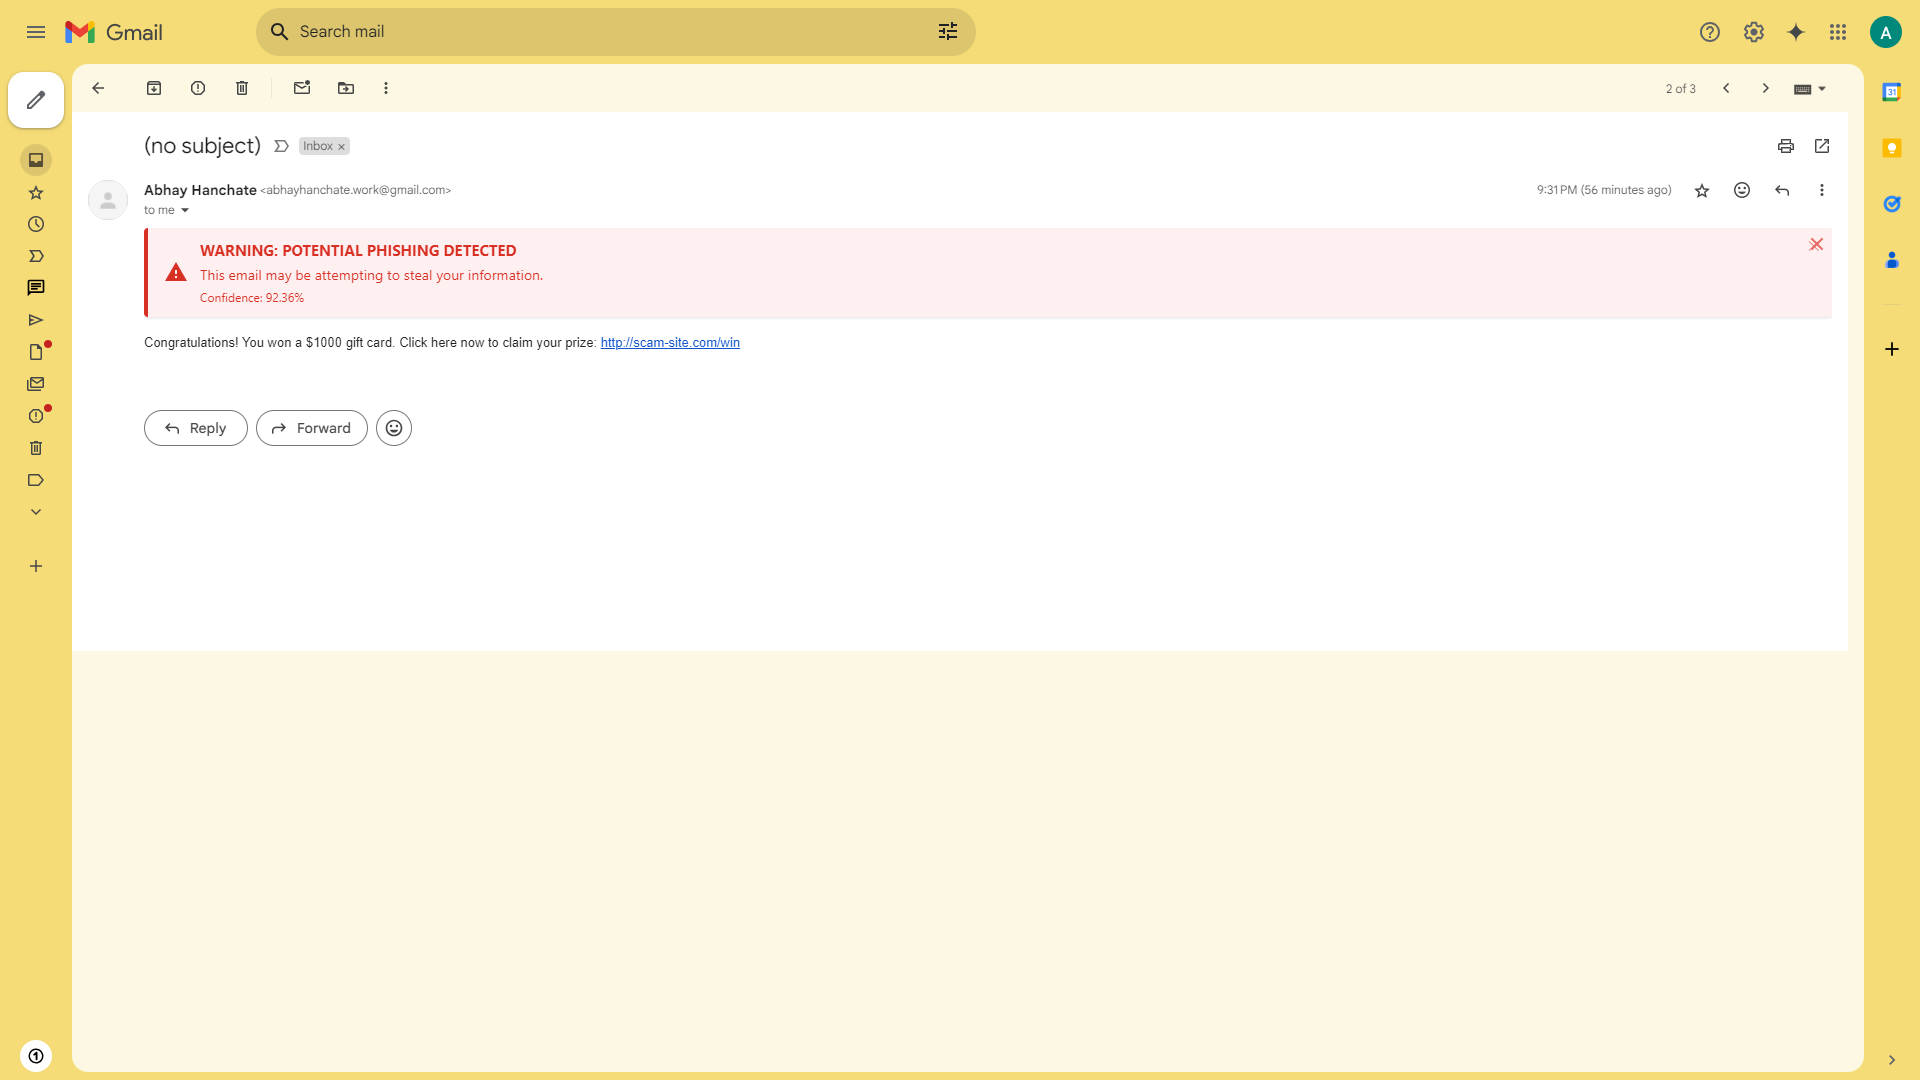 Gmail
Search mail
A
2 of 3
31
(no subject)
Inbox ×
Abhay Hanchate <abhayhanchate.work@gmail.com>
9:31 PM (56 minutes ago)
to me
WARNING: POTENTIAL PHISHING DETECTED
This email may be attempting to steal your information.
Confidence: 92.36%
Congratulations! You won a $1000 gift card. Click here now to claim your prize: http://scam-site.com/win
Reply
Forward